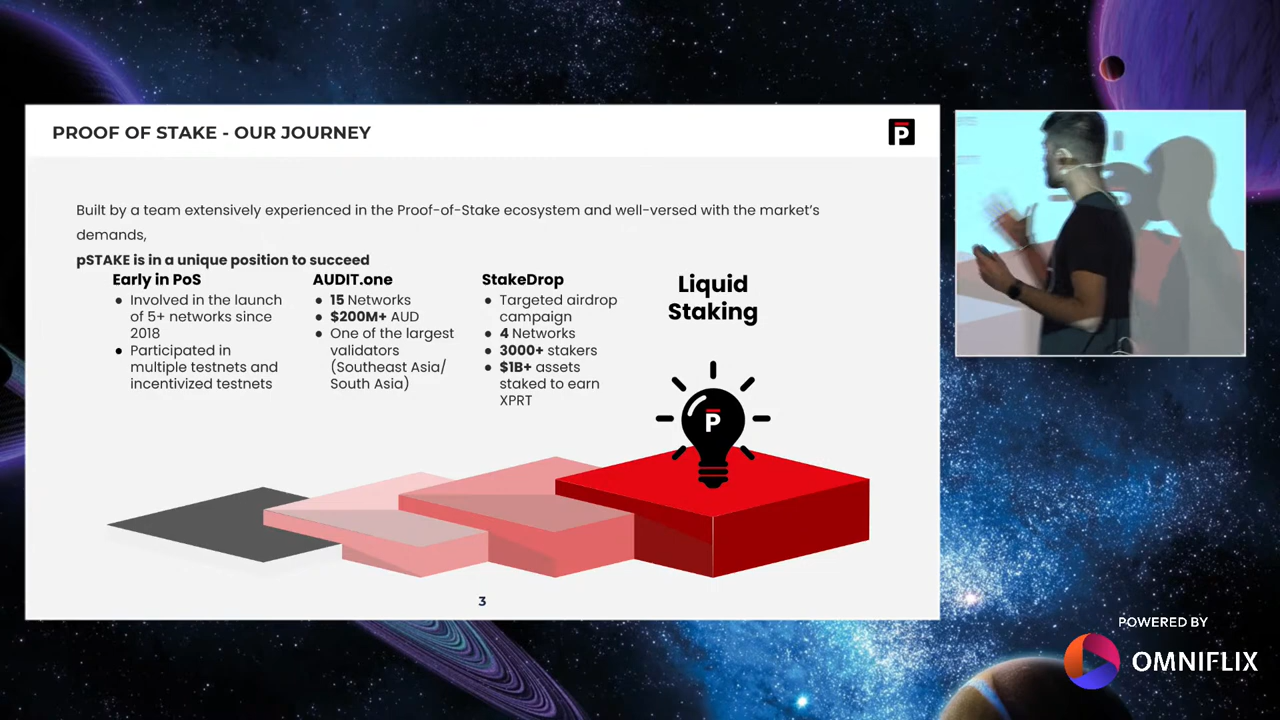 PROOF OF STAKE - OUR JOURNEY
P
Built by a team extensively experienced in the Proof-of-Stake ecosystem and well-versed with the market's
demands,
pSTAKE is in a unique position to succeed
Early in PoS
● Involved in the launch
of 5+ networks since
2018
● Participated in
multiple testnets and
incentivized testnets
AUDIT.one
● 15 Networks
● $200M+ AUD
● One of the largest
validators
(Southeast Asia/
South Asia)
StakeDrop
● Targeted airdrop
campaign
● 4 Networks
● 3000+ stakers
● $1B+ assets
staked to earn
XPRT
Liquid
Staking
P
3
POWERED BY
OMNIFLIX